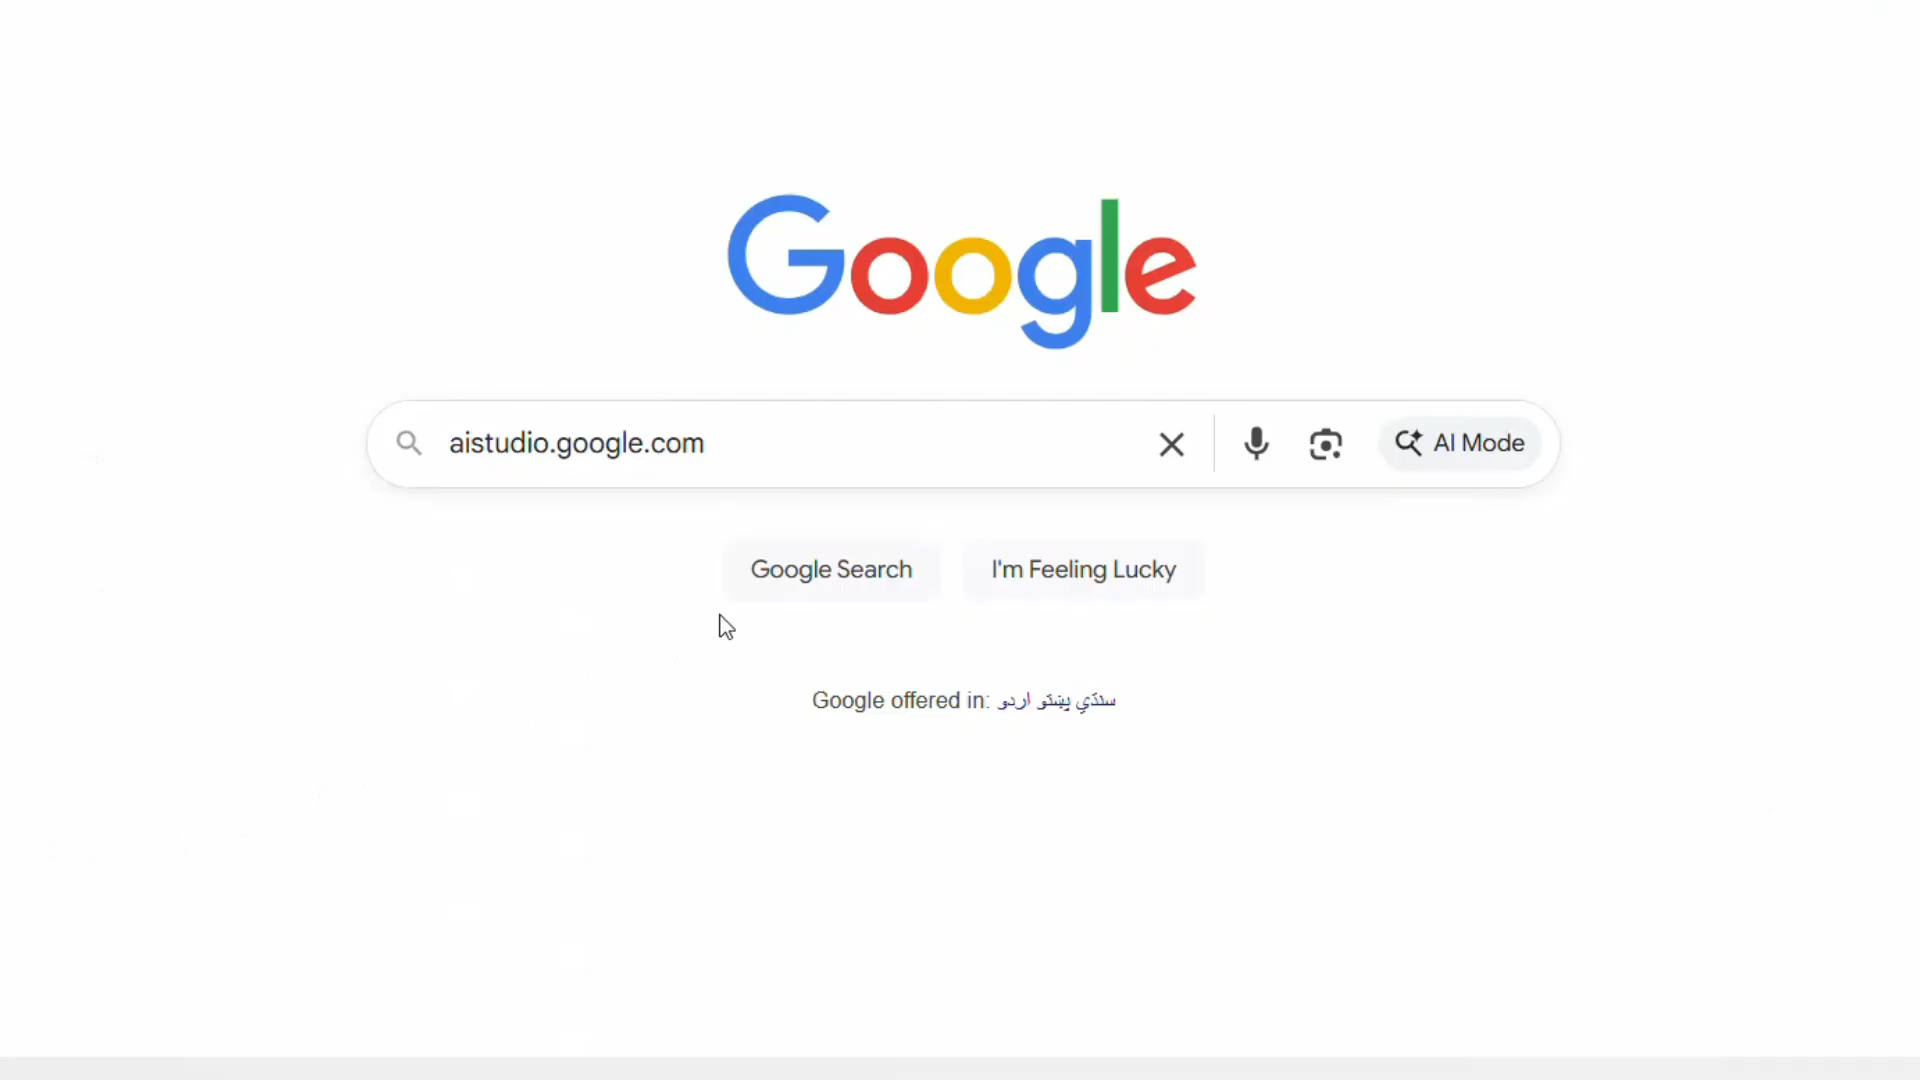 Google
aistudio.google.com
AI Mode
Google Search
I'm Feeling Lucky
Google offered in: اردو پښتو سنڌي